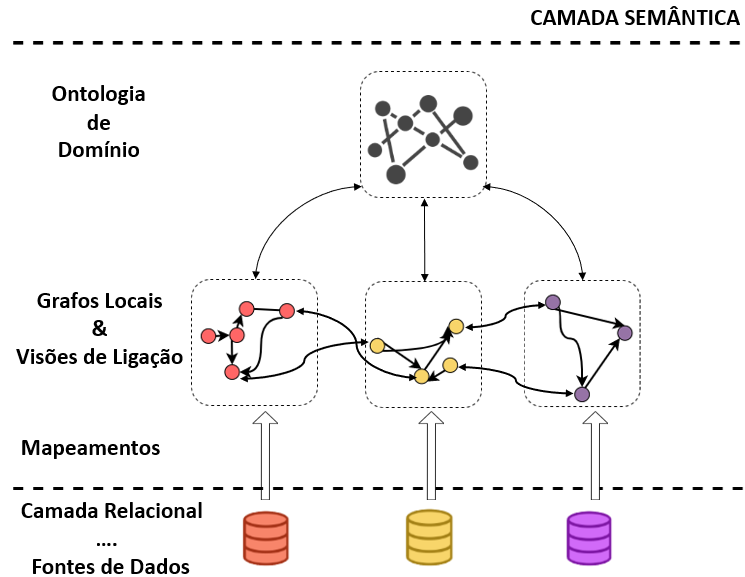 CAMADA SEMÂNTICA
Ontologia
de
Domínio
Grafos Locais
&
Visões de Ligação
Mapeamentos
Camada Relacional
....
Fontes de Dados